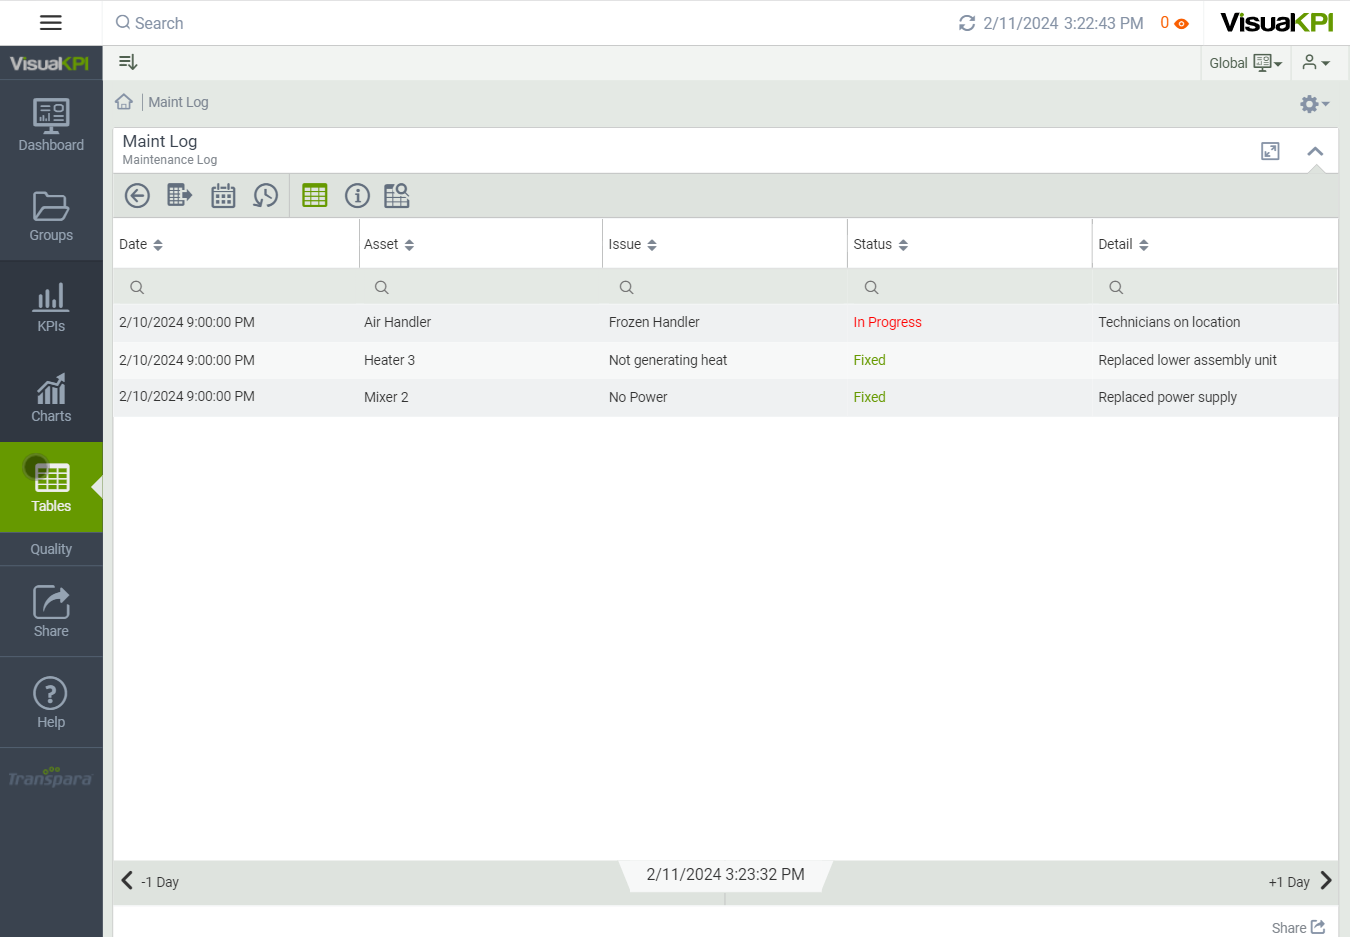 Search
2/11/2024 3:22:43 PM
0
VisualKPI
VisualKPI
Global
Maint Log
Dashboard
Groups
KPIs
Charts
Tables
Quality
Share
Help
Transpara
Maint Log
Maintenance Log
Date Asset Issue Status Detail
2/10/2024 9:00:00 PM Air Handler Frozen Handler In Progress Technicians on location
2/10/2024 9:00:00 PM Heater 3 Not generating heat Fixed Replaced lower assembly unit
2/10/2024 9:00:00 PM Mixer 2 No Power Fixed Replaced power supply
-1 Day 2/11/2024 3:23:32 PM +1 Day
Share